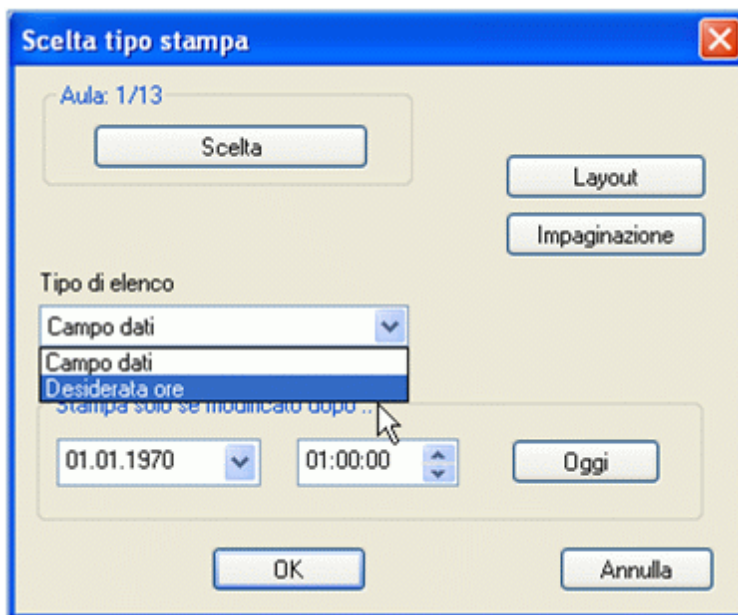 Scelta tipo stampa
Aula: 1/13
Scelta
Layout
Impaginazione
Tipo di elenco
Campo dati
Campo dati
Desiderata ore
Stampa solo se modificato dopo ..
01.01.1970
01:00:00
Oggi
OK
Annulla